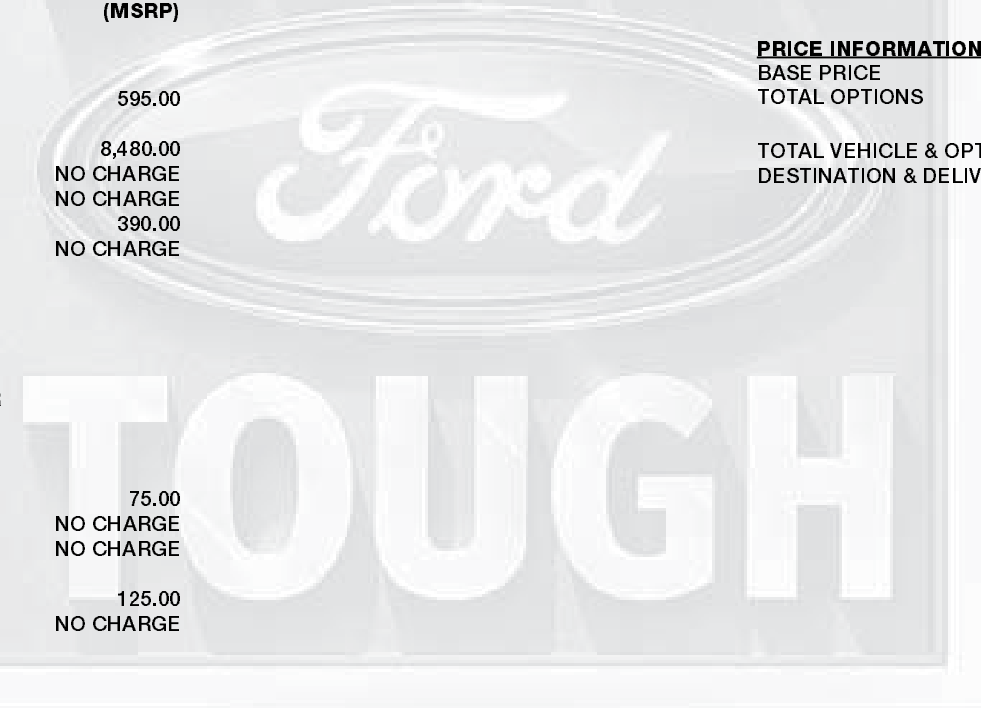 (MSRP)
595.00
8,480.00
NO CHARGE
NO CHARGE
390.00
NO CHARGE
75.00
NO CHARGE
NO CHARGE
125.00
NO CHARGE
PRICE INFORMATION
BASE PRICE
TOTAL OPTIONS
TOTAL VEHICLE & OPT
DESTINATION & DELIV
Ford
TOUGH